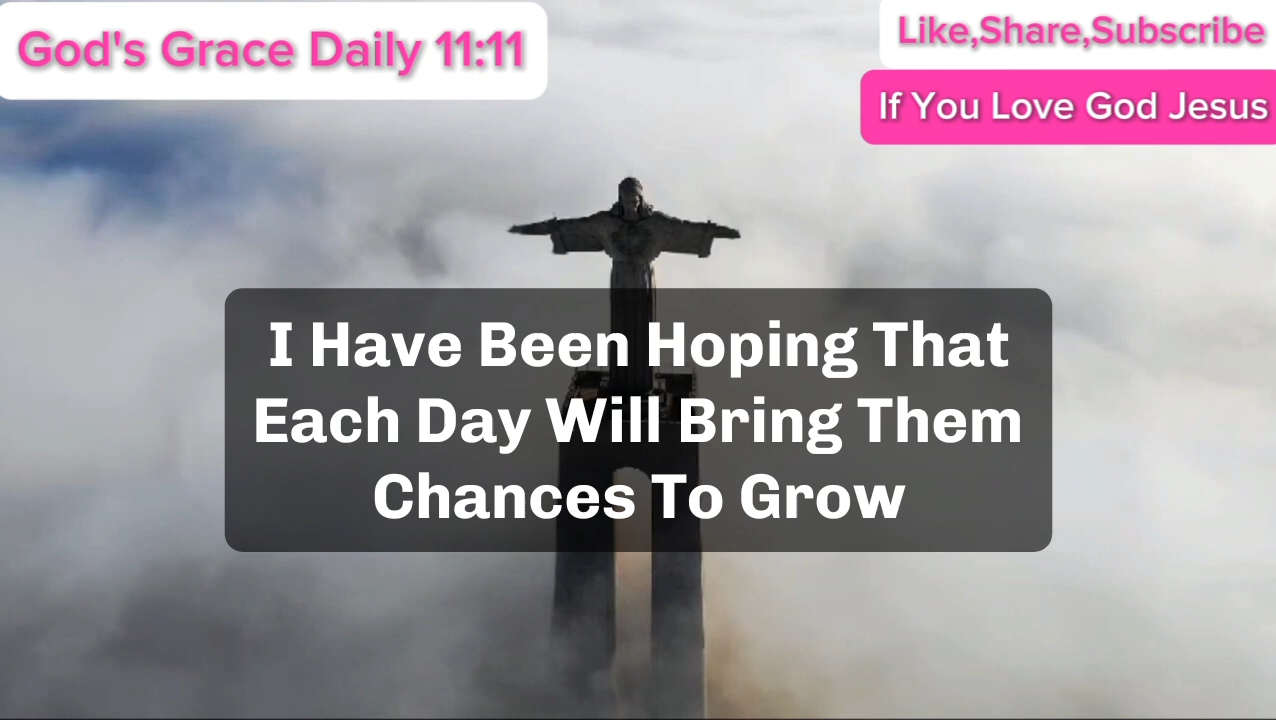 God's Grace Daily 11:11
Like,Share,Subscribe
If You Love God Jesus
I Have Been Hoping That
Each Day Will Bring Them
Chances To Grow